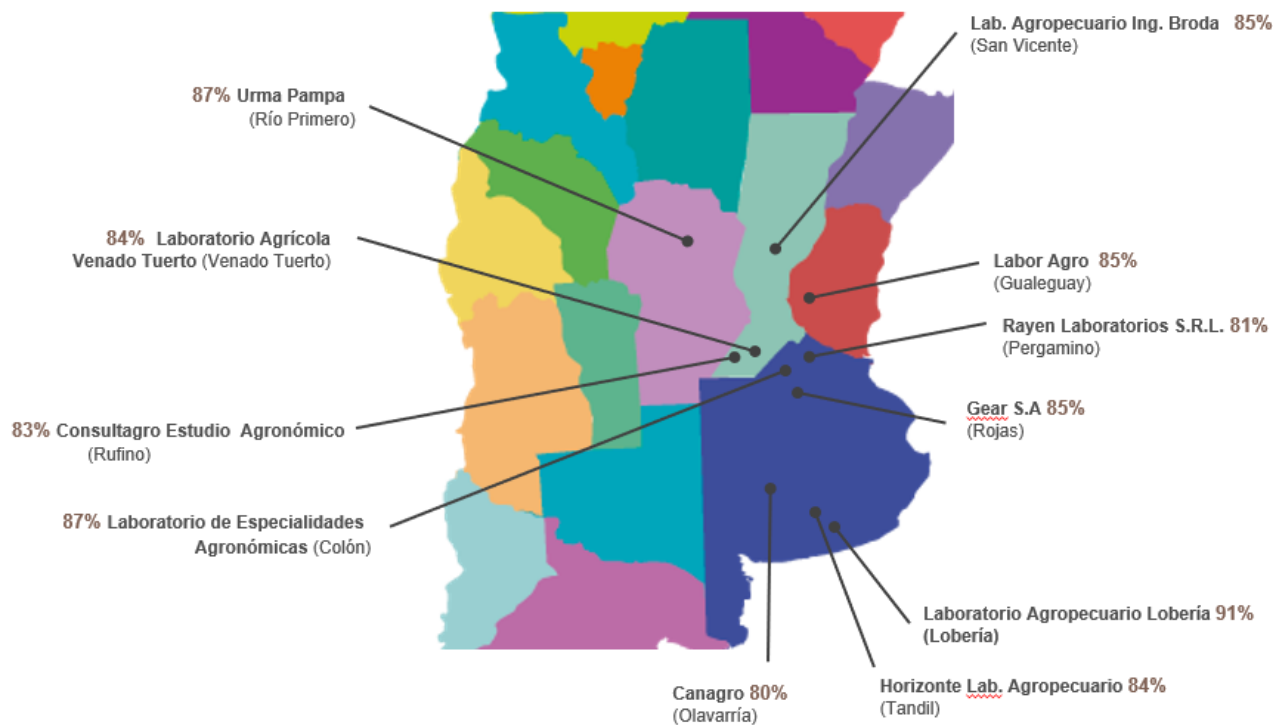 Lab. Agropecuario Ing. Broda 85%
(San Vicente)
87% Urma Pampa
(Río Primero)
84% Laboratorio Agrícola
Venado Tuerto (Venado Tuerto)
Labor Agro 85%
(Gualeguay)
Rayen Laboratorios S.R.L. 81%
(Pergamino)
Gear S.A 85%
(Rojas)
83% Consultagro Estudio Agronómico
(Rufino)
87% Laboratorio de Especialidades
Agronómicas (Colón)
Laboratorio Agropecuario Lobería 91%
(Lobería)
Horizonte Lab. Agropecuario 84%
(Tandil)
Canagro 80%
(Olavarría)